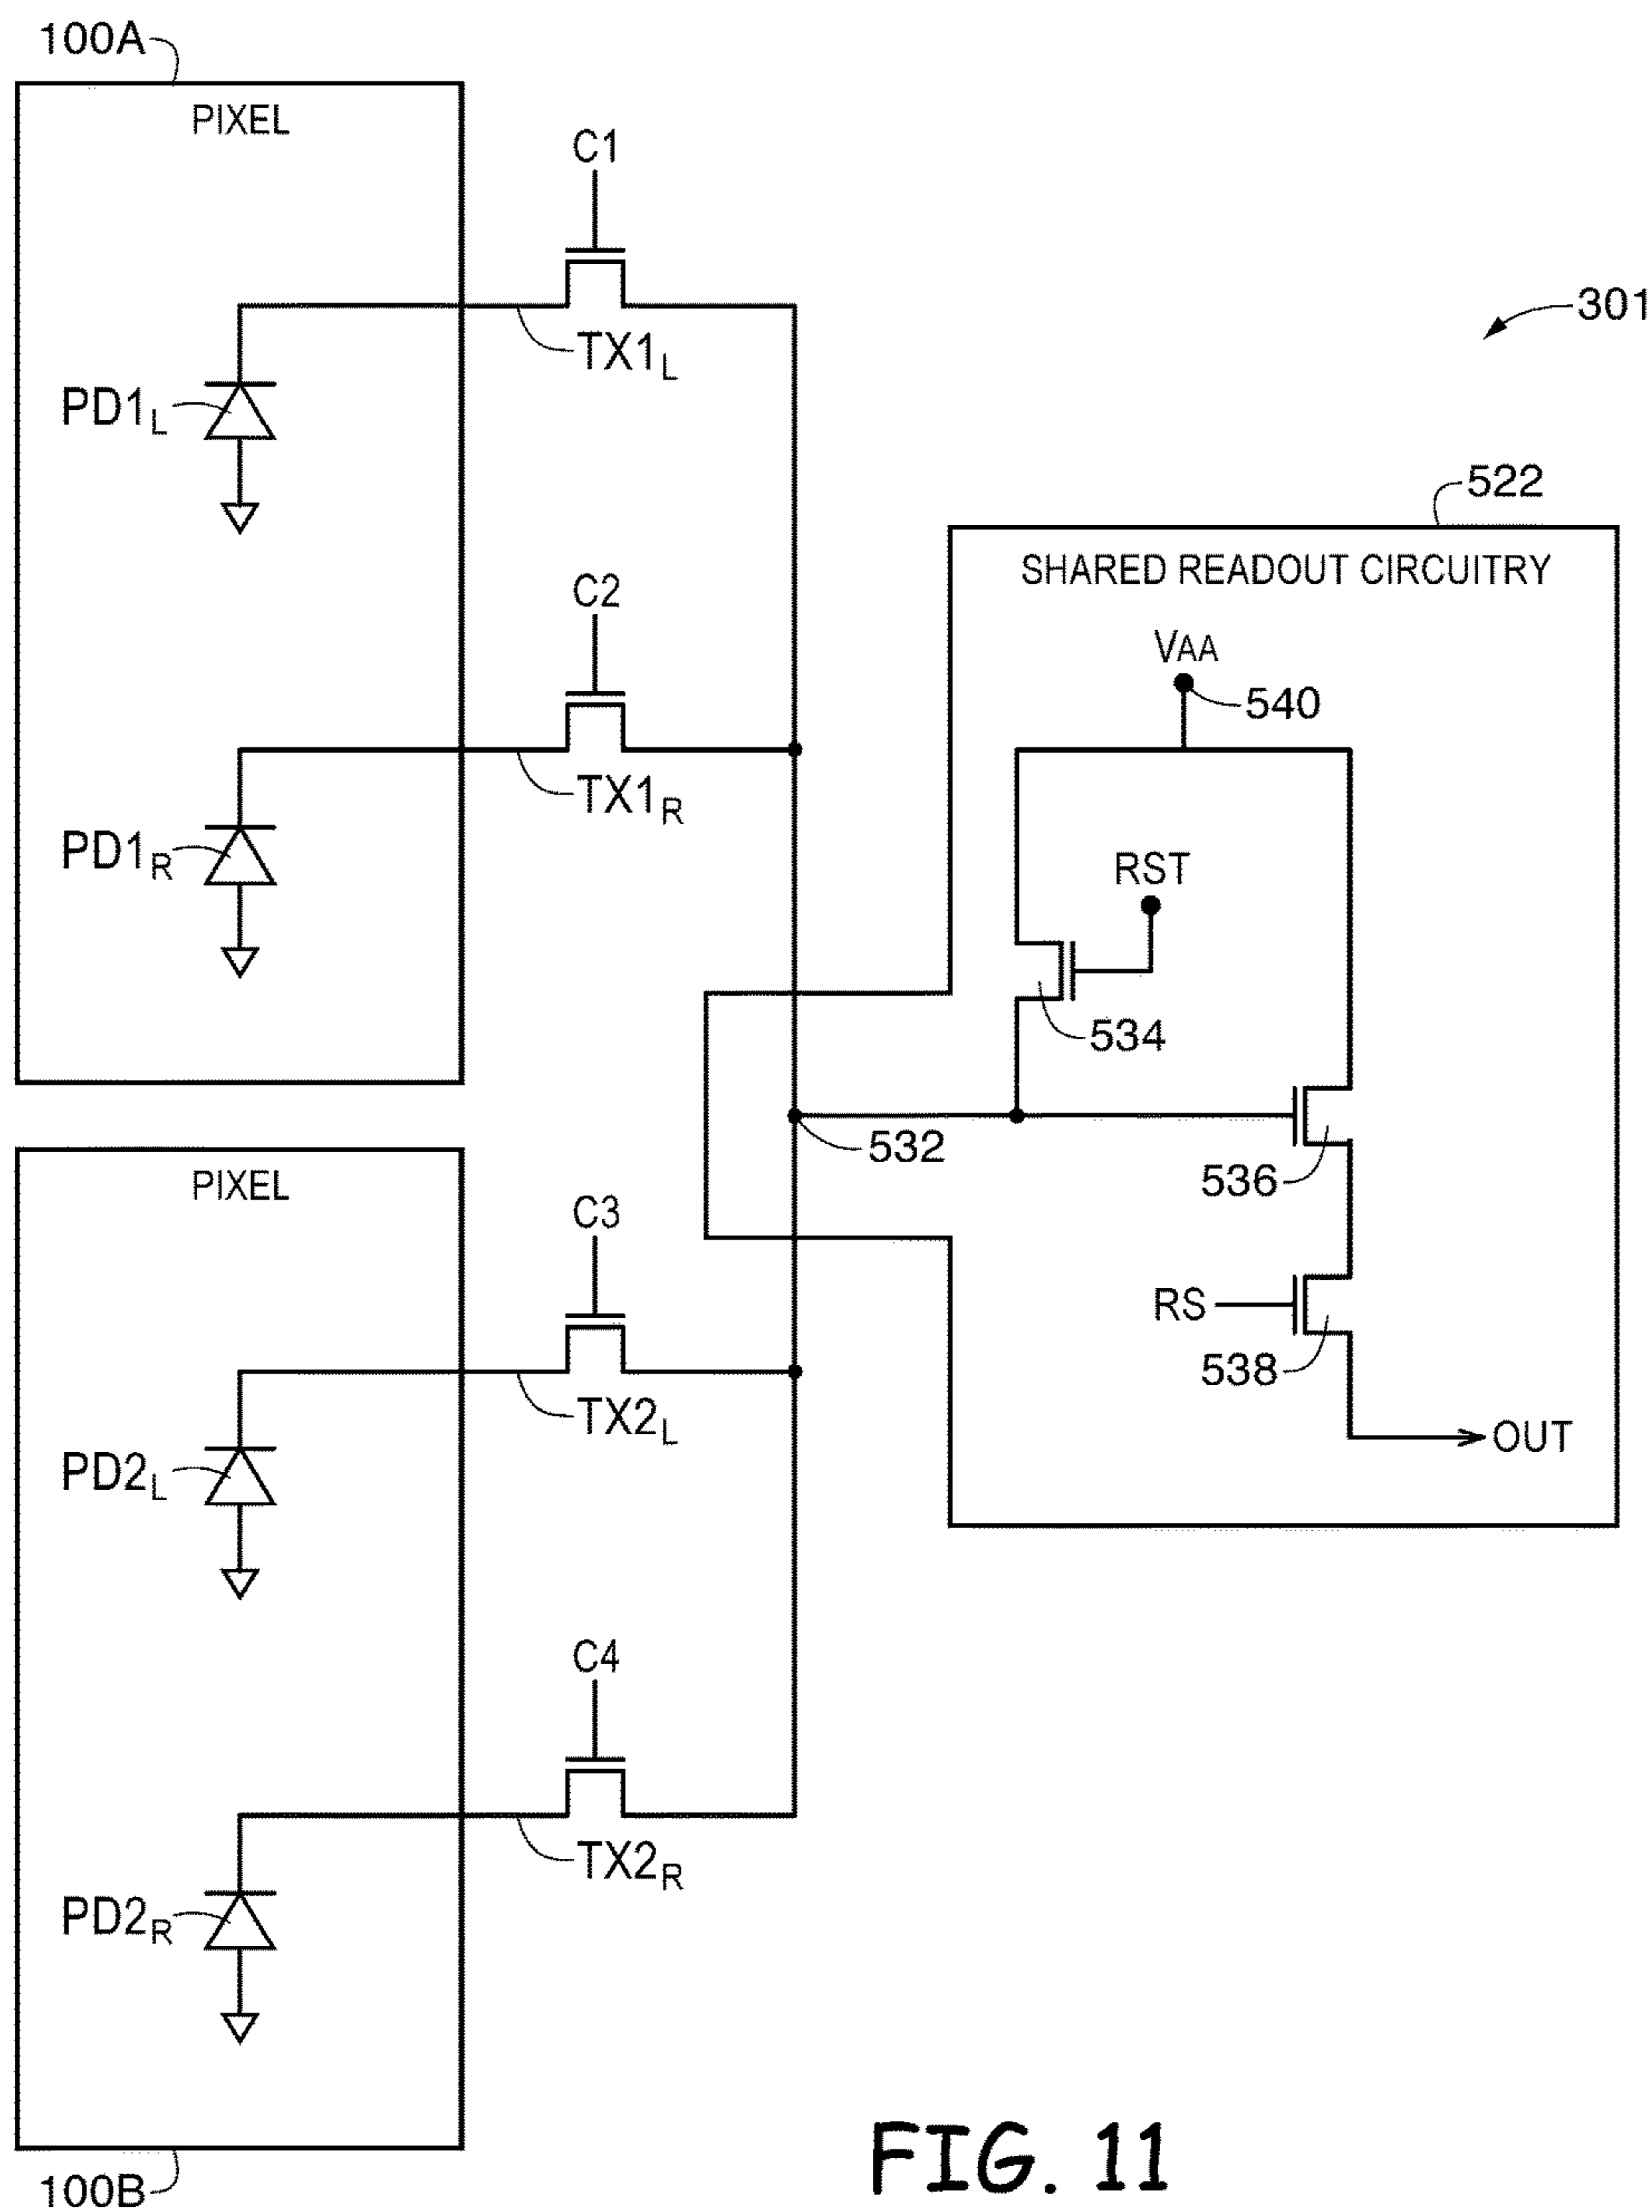 100A
PIXEL
C1
TX1L
PD1L
C2
TX1R
PD1R
301
522
SHARED READOUT CIRCUITRY
VAA
540
RST
534
532
536
RS
538
OUT
PIXEL
C3
TX2L
PD2L
C4
TX2R
PD2R
100B
FIG. 11